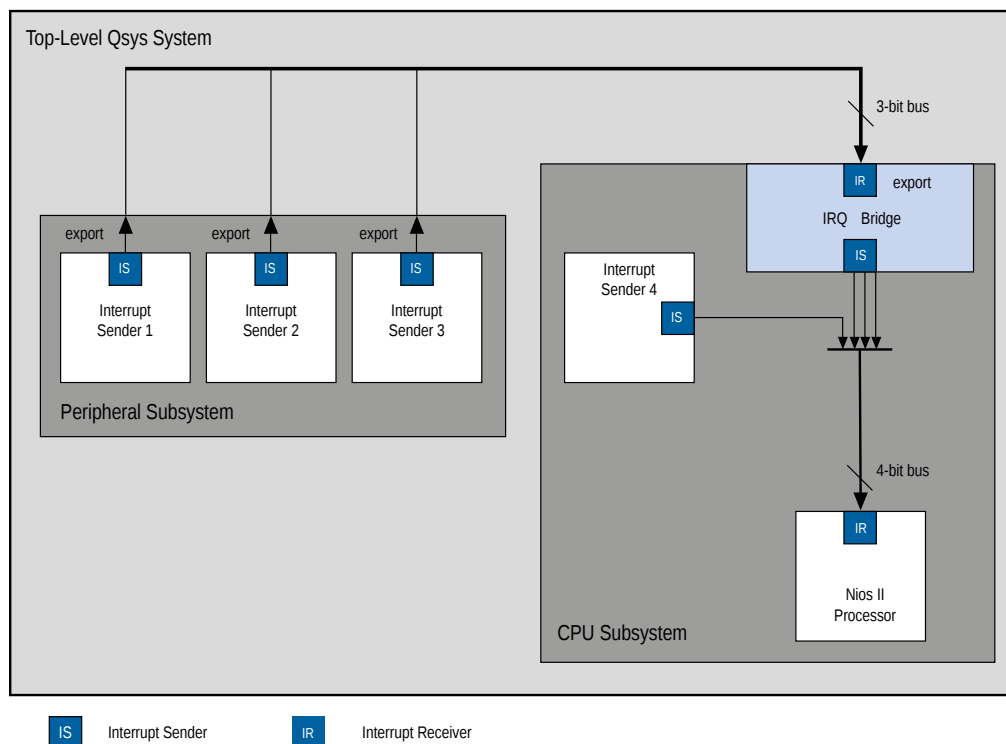 Top-Level Qsys System
3-bit bus
IR
export
IRQ Bridge
IS
export
export
export
IS
IS
IS
Interrupt
Sender 1
Interrupt
Sender 2
Interrupt
Sender 3
Peripheral Subsystem
Interrupt
Sender 4
IS
4-bit bus
IR
Nios II
Processor
CPU Subsystem
IS
Interrupt Sender
IR
Interrupt Receiver